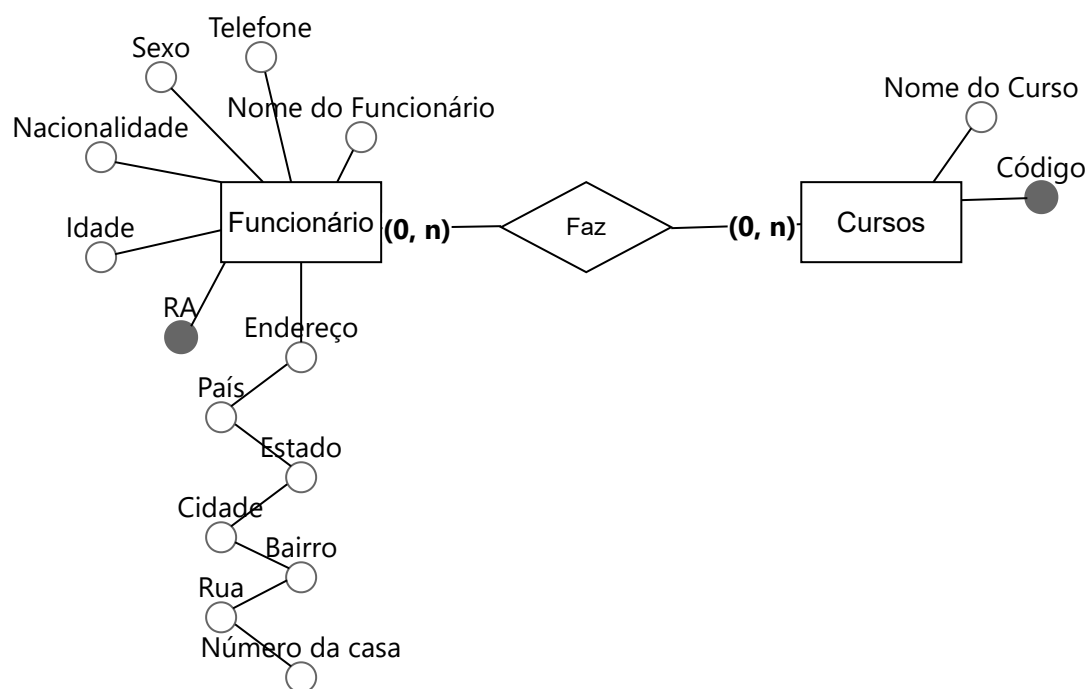 Telefone
Sexo
Nome do Funcionário
Nacionalidade
Nome do Curso
Código
Idade
Funcionário
(0, n)
Faz
(0, n)
Cursos
RA
Endereço
País
Estado
Cidade
Bairro
Rua
Número da casa